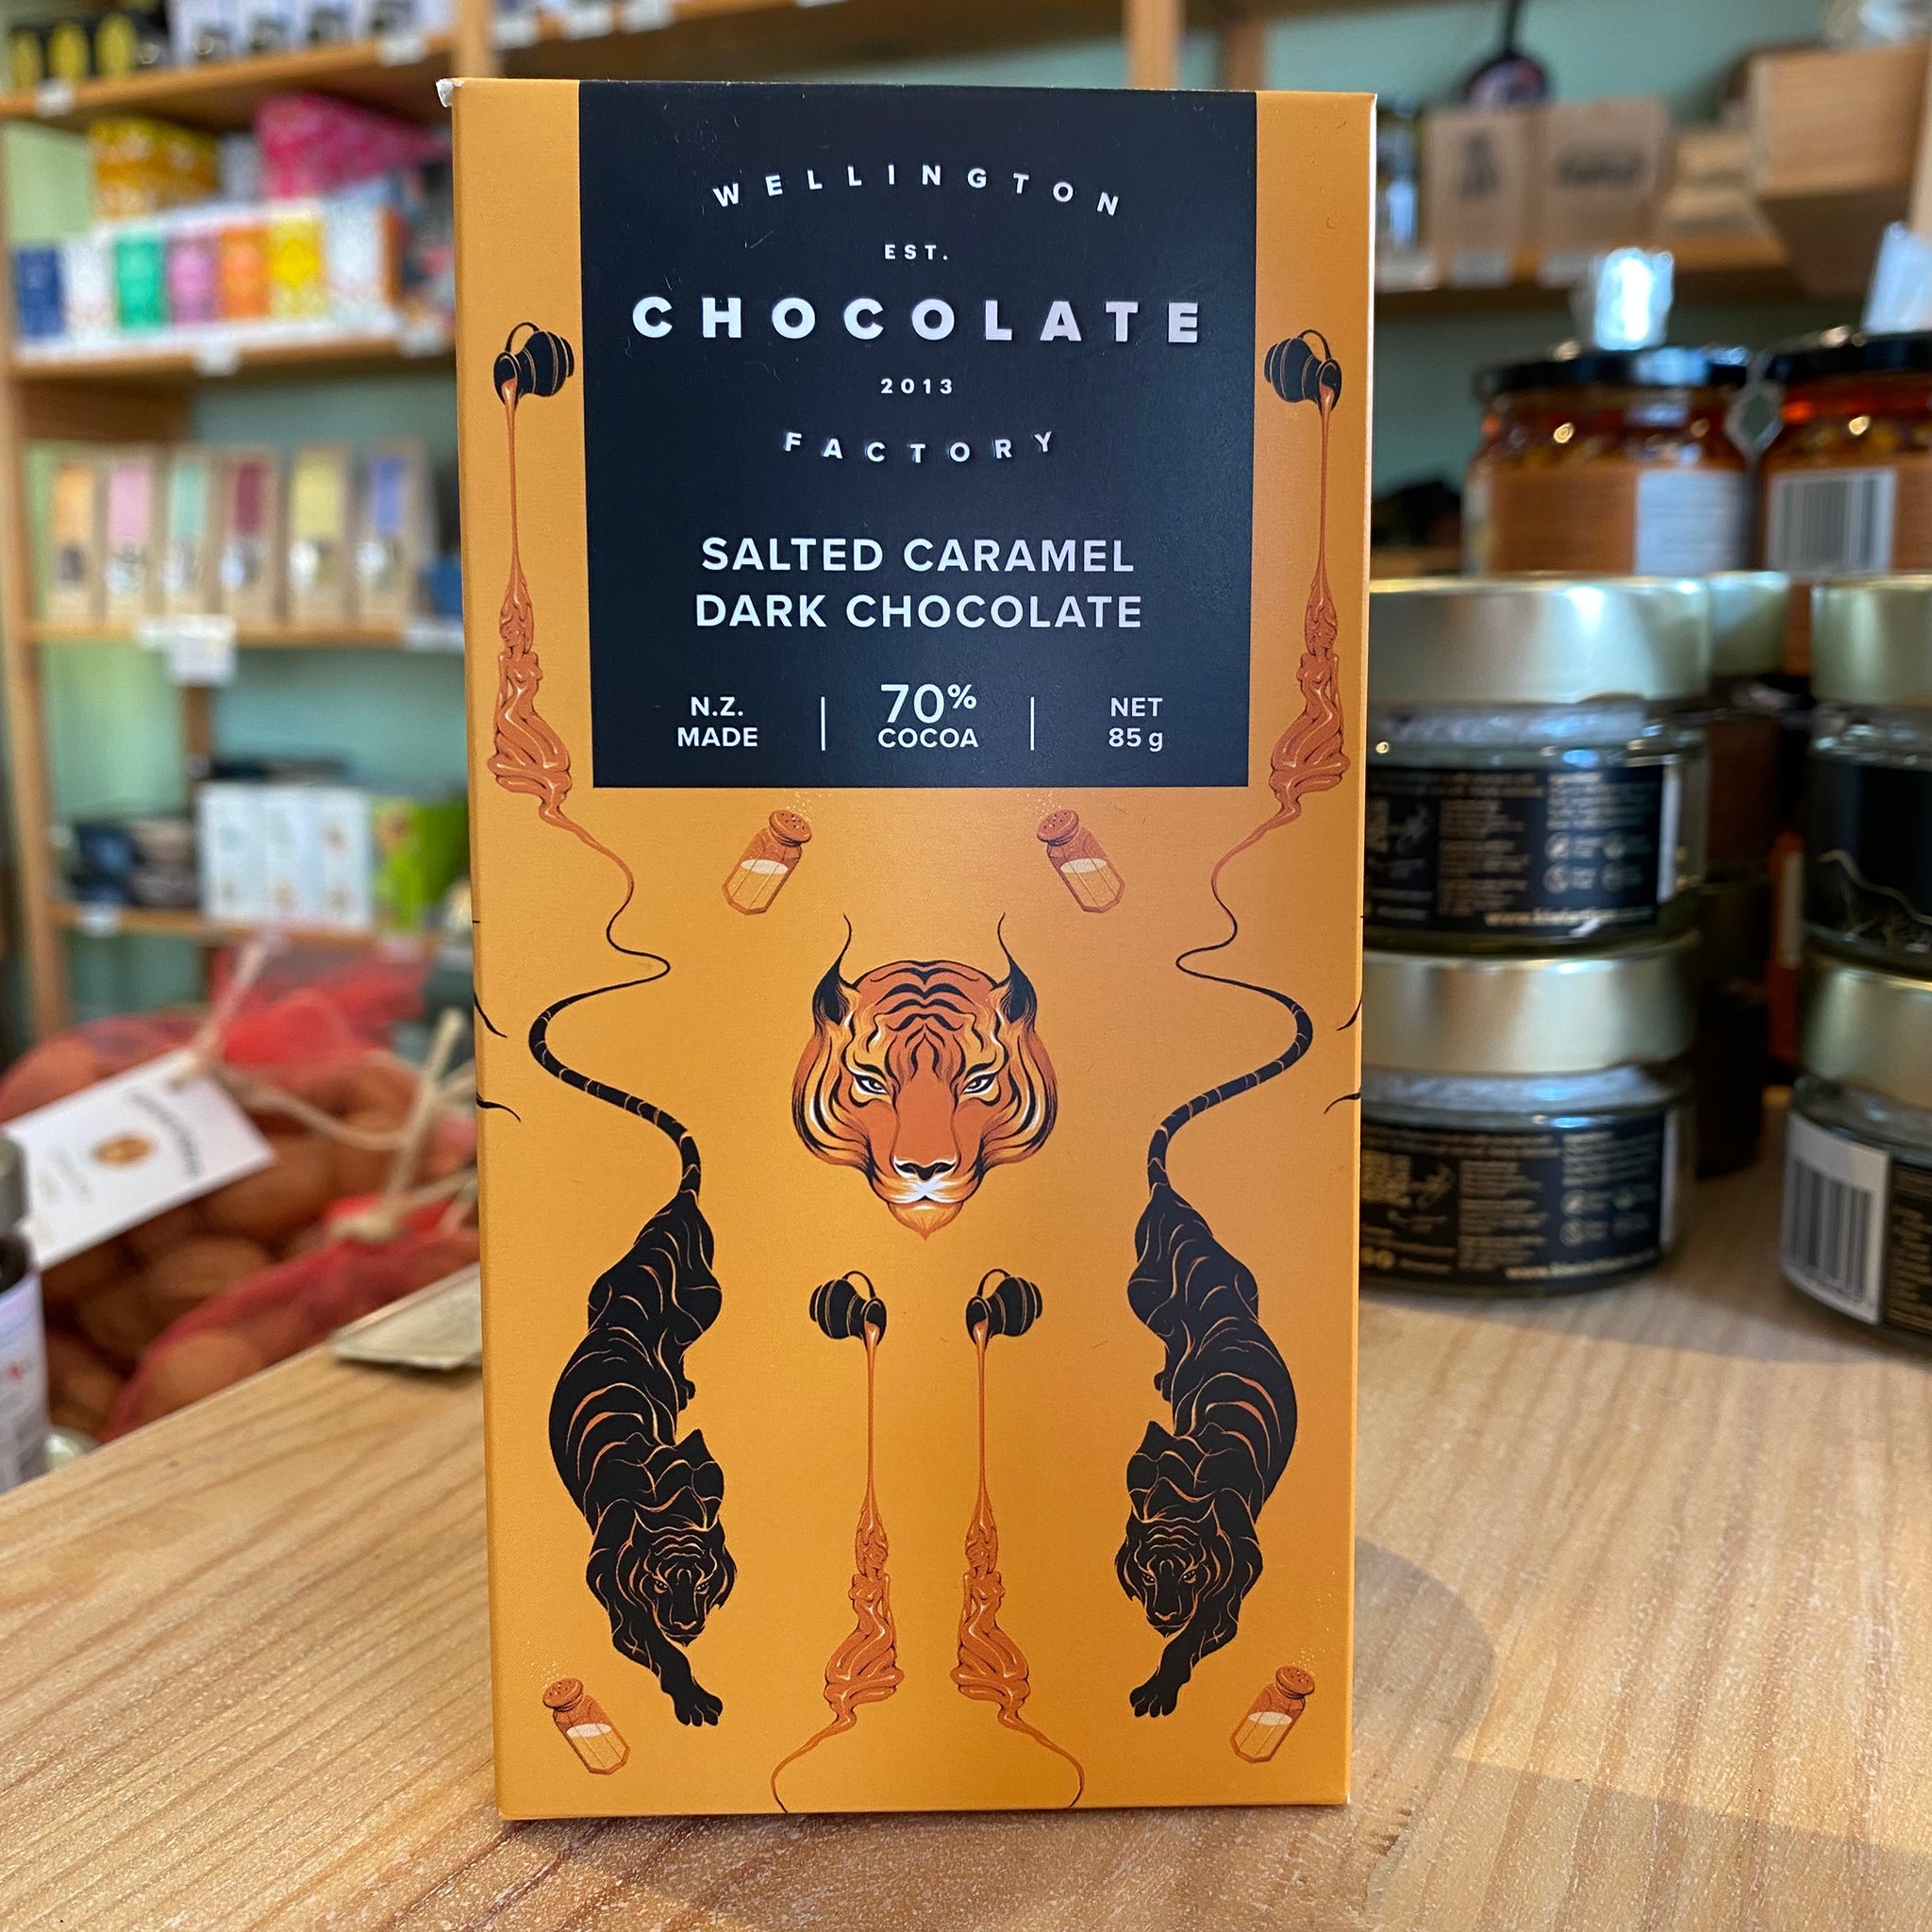 WELLINGTON
EST.
CHOCOLATE
2013
FACTORY
SALTED CARAMEL
DARK CHOCOLATE
N.Z.
MADE
70%
COCOA
NET
85 g